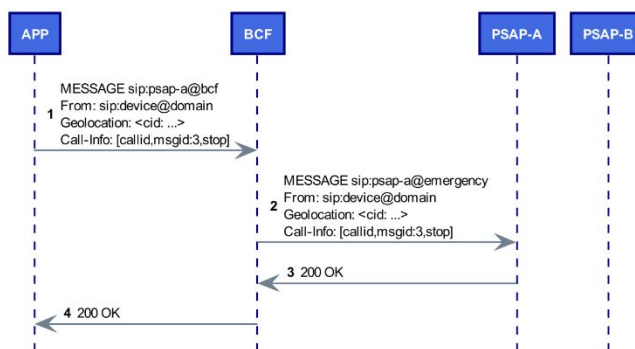 APP BCF PSAP-A PSAP-B
MESSAGE sip:psap-a@bcf
From: sip:device@domain
1
Geolocation: <cid: ...>
Call-Info: [callid,msgid:3,stop]
MESSAGE sip:psap-a@emergency
From: sip:device@domain
2
Geolocation: <cid: ...>
Call-Info: [callid,msgid:3,stop]
3 200 OK
4 200 OK